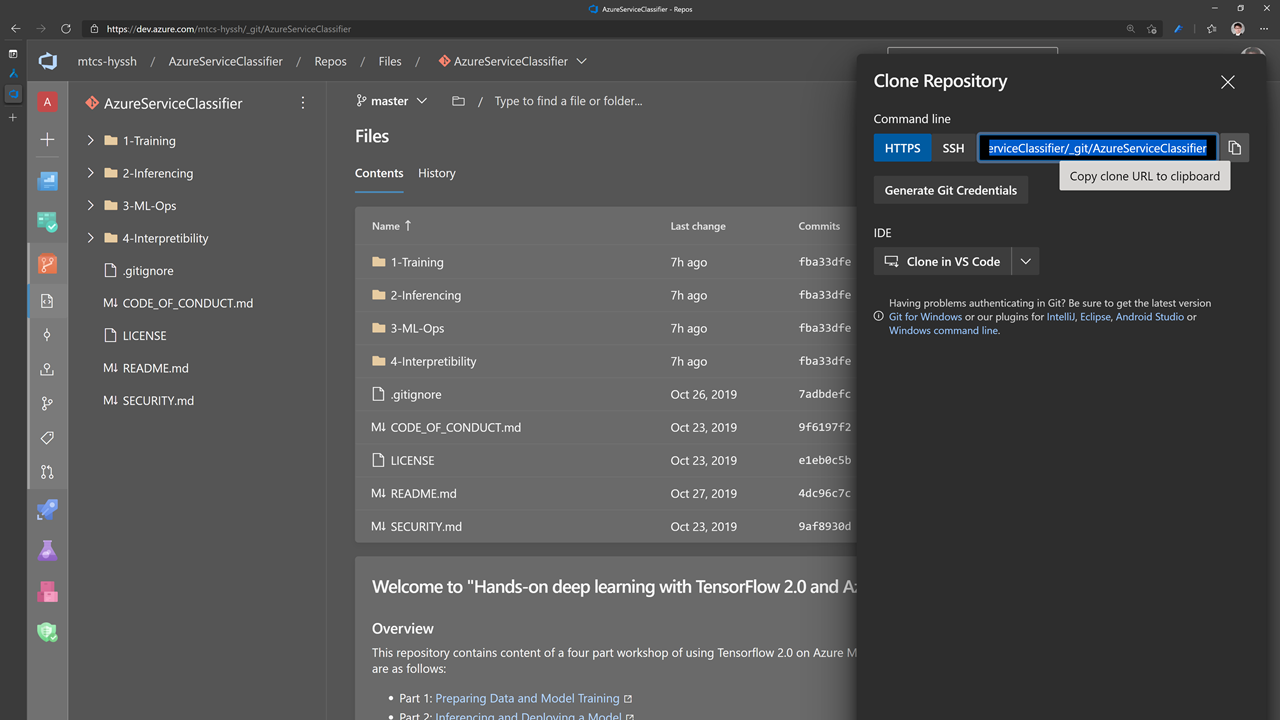 AzureServiceClassifier - Repos
https://dev.azure.com/mtcs-hyssh/_git/AzureServiceClassifier
mtcs-hyssh / AzureServiceClassifier / Repos / Files / AzureServiceClassifier
A
AzureServiceClassifier
1-Training
2-Inferencing
3-ML-Ops
4-Interpretibility
.gitignore
M↓ CODE_OF_CONDUCT.md
LICENSE
M↓ README.md
M↓ SECURITY.md
master / Type to find a file or folder...
Files
Contents History
Name ↑ Last change Commits
1-Training 7h ago fba33dfe
2-Inferencing 7h ago fba33dfe
3-ML-Ops 7h ago fba33dfe
4-Interpretibility 7h ago fba33dfe
.gitignore Oct 26, 2019 7adbdefc
M↓ CODE_OF_CONDUCT.md Oct 23, 2019 9f6197f2
LICENSE Oct 23, 2019 e1eb0c5b
M↓ README.md Oct 27, 2019 4dc96c7c
M↓ SECURITY.md Oct 23, 2019 9af8930d
Welcome to "Hands-on deep learning with TensorFlow 2.0 and Az
Overview
This repository contains content of a four part workshop of using Tensorflow 2.0 on Azure M
are as follows:
• Part 1: Preparing Data and Model Training
• Part 2: Inferencing and Deploying a Model
Clone Repository
Command line
HTTPS SSH erviceClassifier/_git/AzureServiceClassifier
Copy clone URL to clipboard
Generate Git Credentials
IDE
Clone in VS Code
Having problems authenticating in Git? Be sure to get the latest version
Git for Windows or our plugins for IntelliJ, Eclipse, Android Studio or
Windows command line.